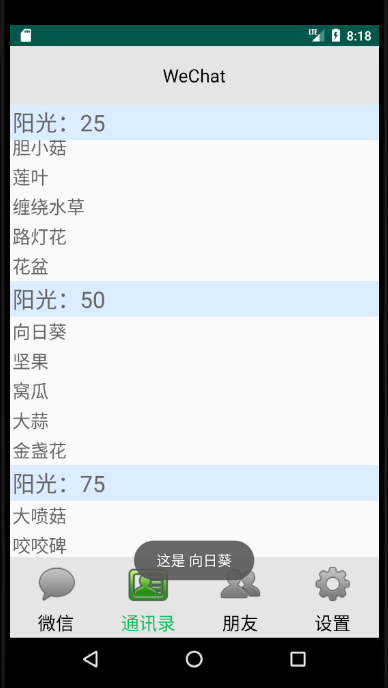 LTE 8:18
WeChat
阳光：25
胆小菇
莲叶
缠绕水草
路灯花
花盆
阳光：50
向日葵
坚果
窝瓜
大蒜
金盏花
阳光：75
大喷菇
咬咬碑
这是 向日葵
微信 通讯录 朋友 设置